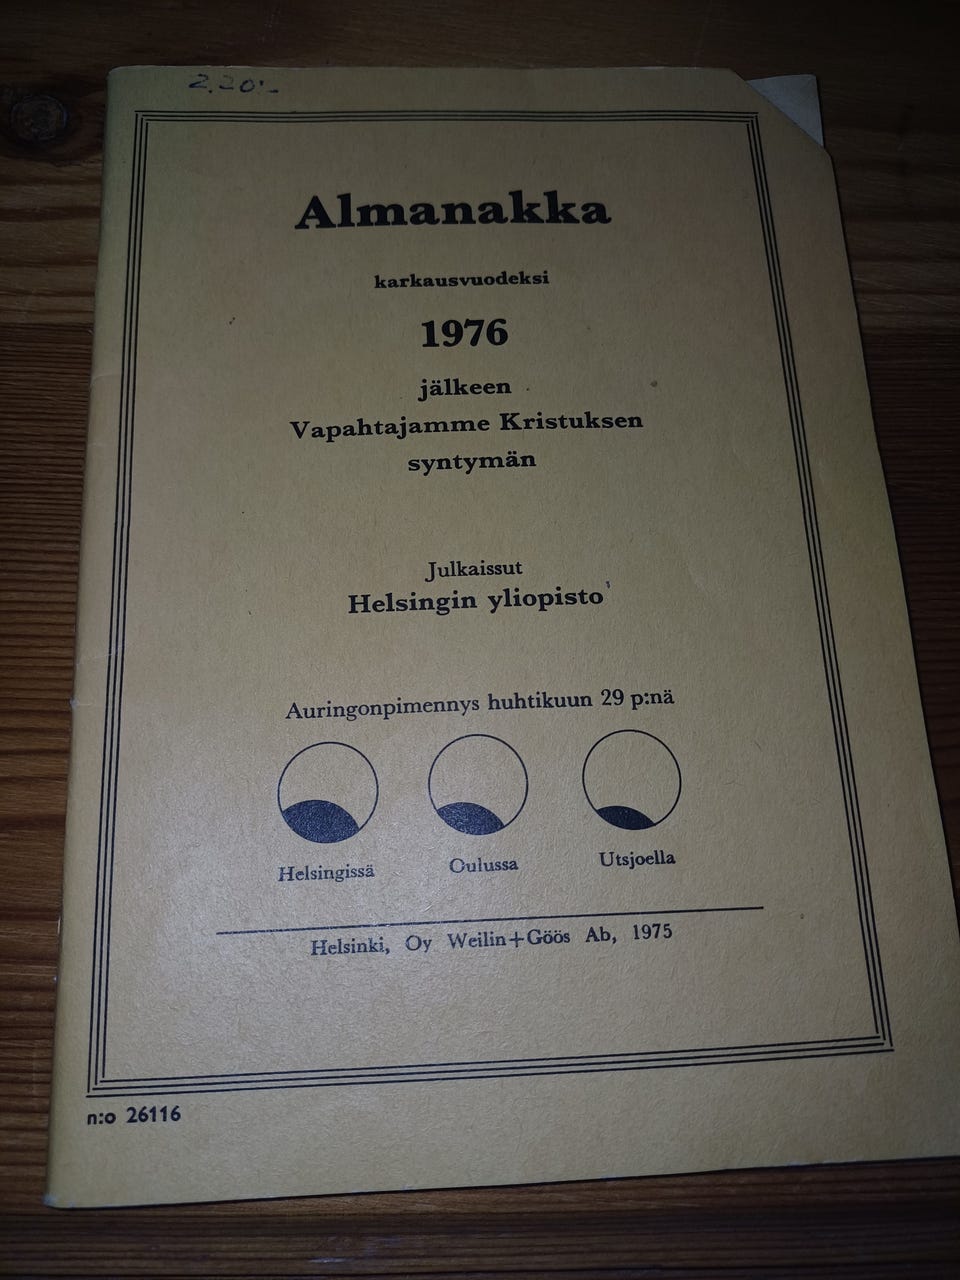 2,20:-
Almanakka
karkausvuodeksi
1976
jälkeen
Vapahtajamme Kristuksen
syntymän
Julkaissut
Helsingin yliopisto
Auringonpimennys huhtikuun 29 p:nä
Helsingissä Oulussa Utsjoella
Helsinki, Oy Weilin+Göös Ab, 1975
n:o 26116